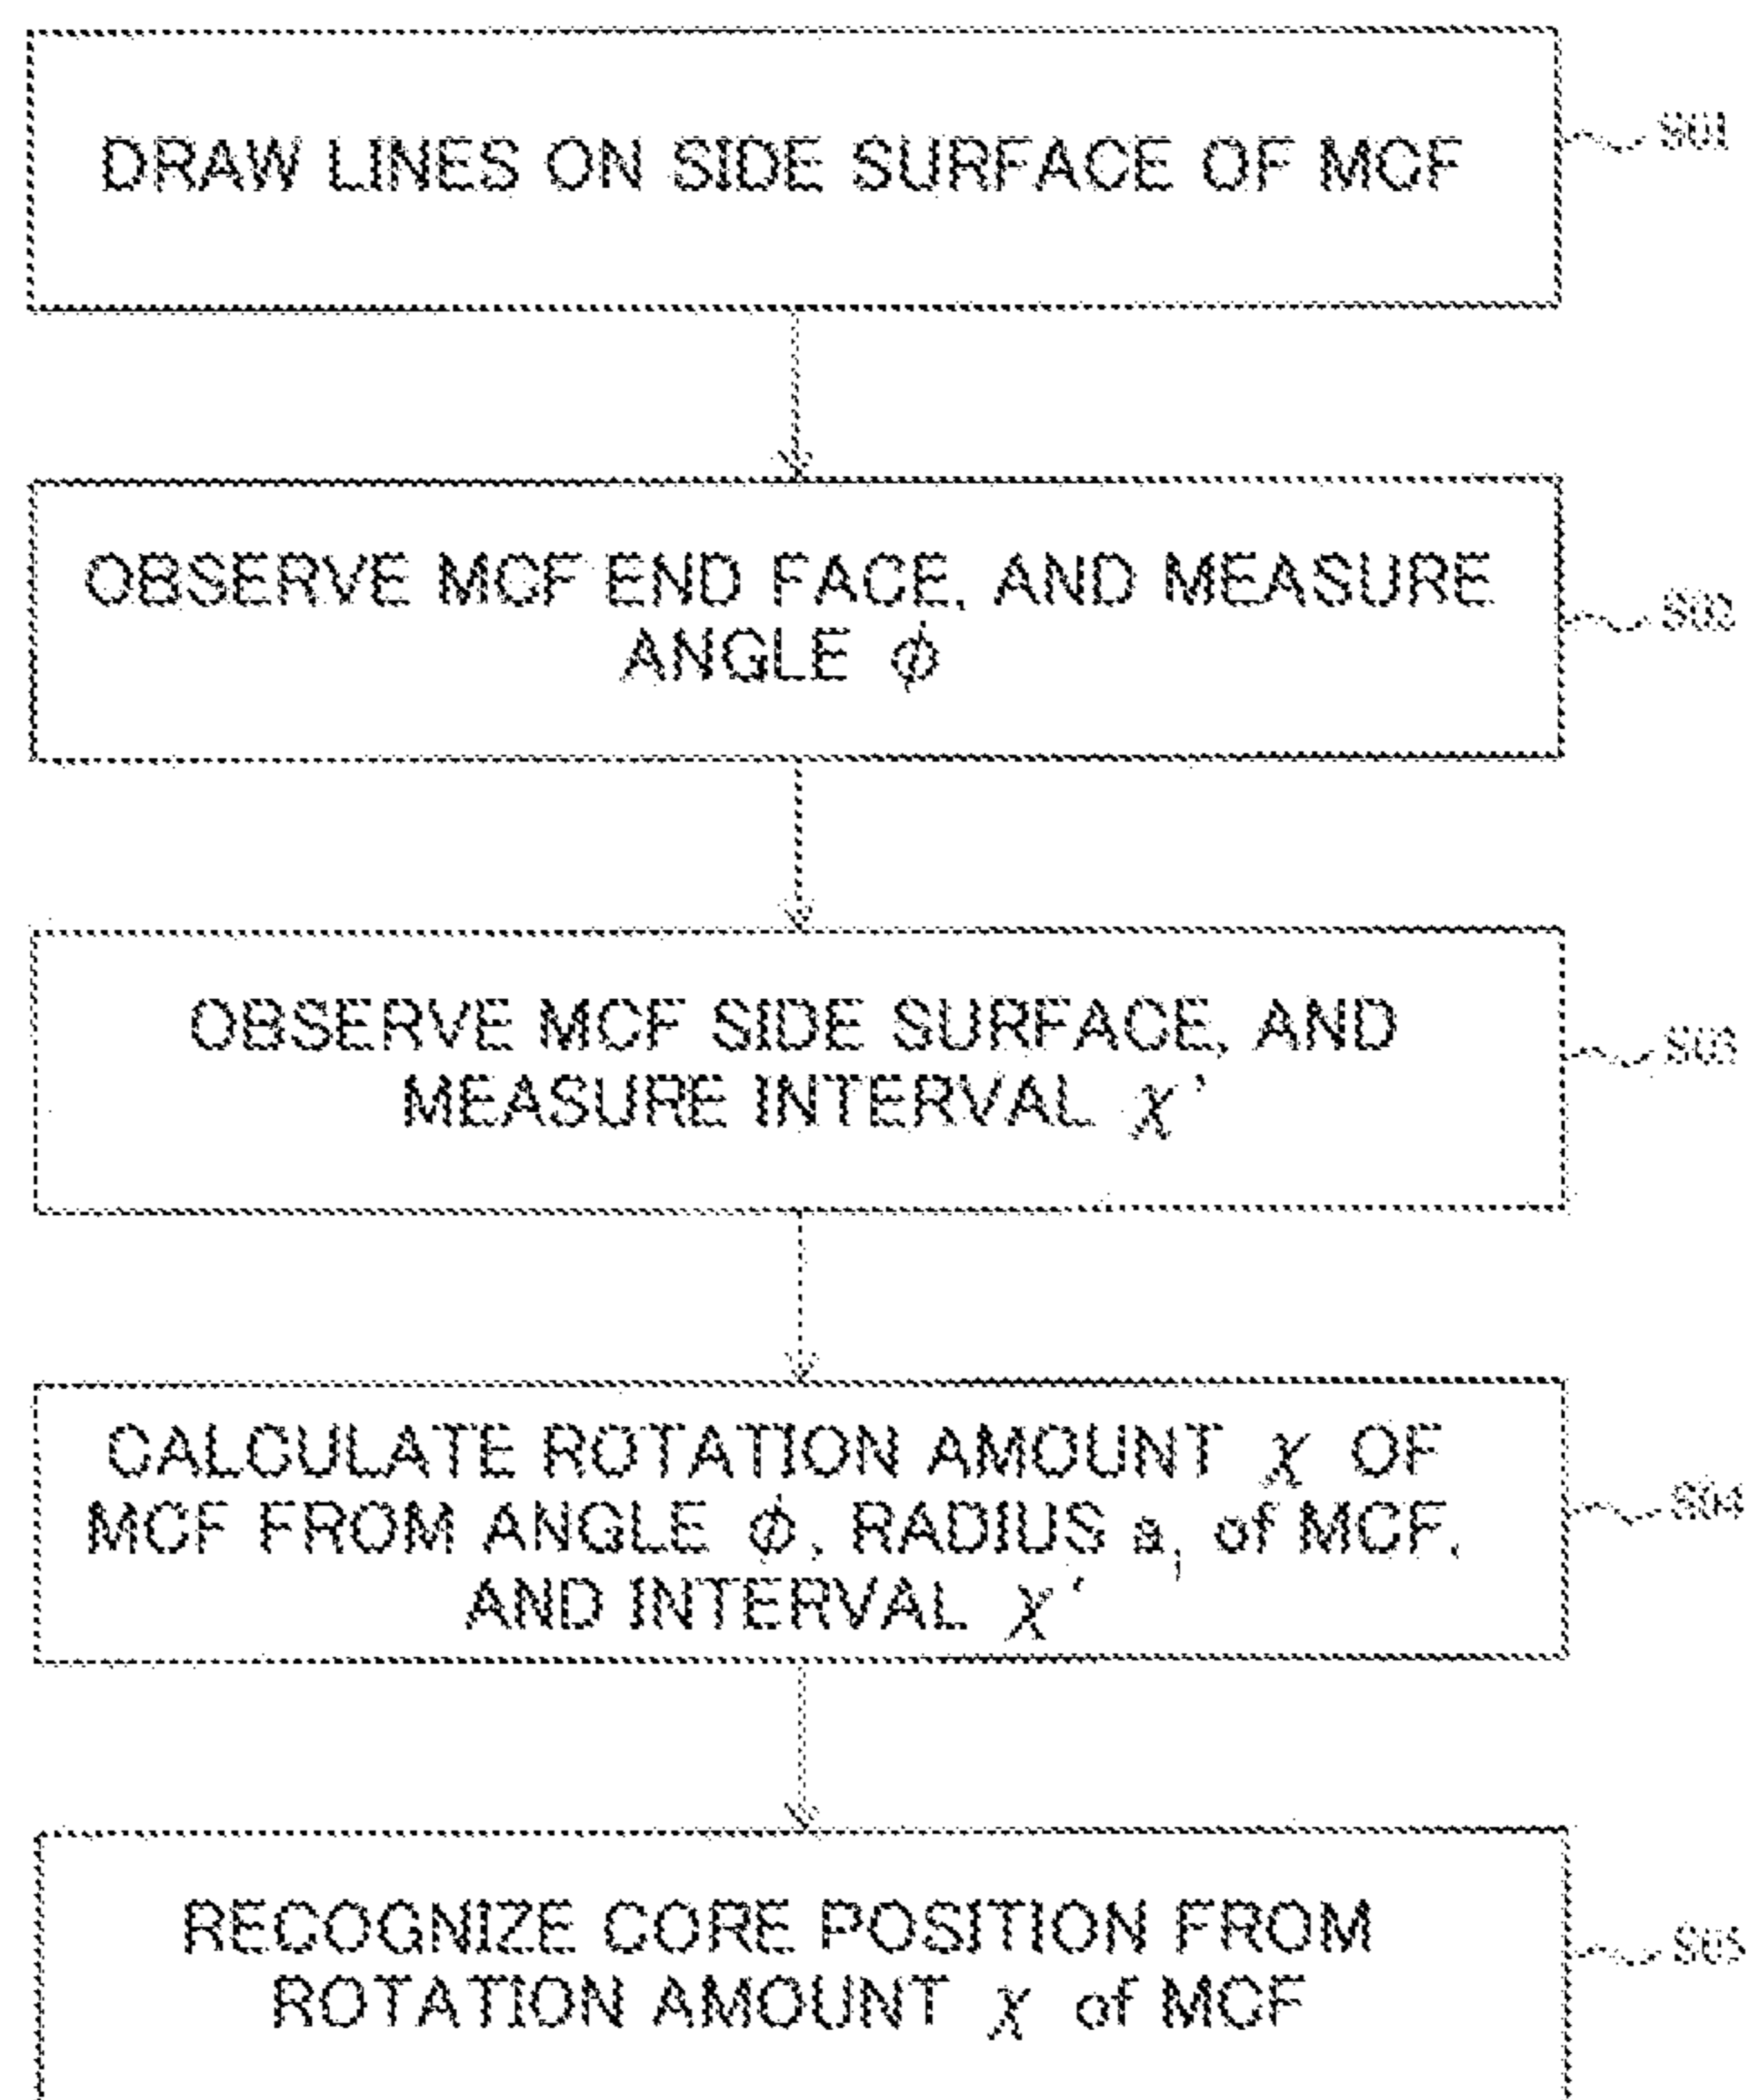 DRAW LINES ON SIDE SURFACE OF MCF
S01
OBSERVE MCF END FACE, AND MEASURE
ANGLE ϕ
S02
OBSERVE MCF SIDE SURFACE, AND
MEASURE INTERVAL χ'
S03
CALCULATE ROTATION AMOUNT χ OF
MCF FROM ANGLE ϕ, RADIUS a₁ of MCF,
AND INTERVAL χ'
S04
RECOGNIZE CORE POSITION FROM
ROTATION AMOUNT χ of MCF
S05